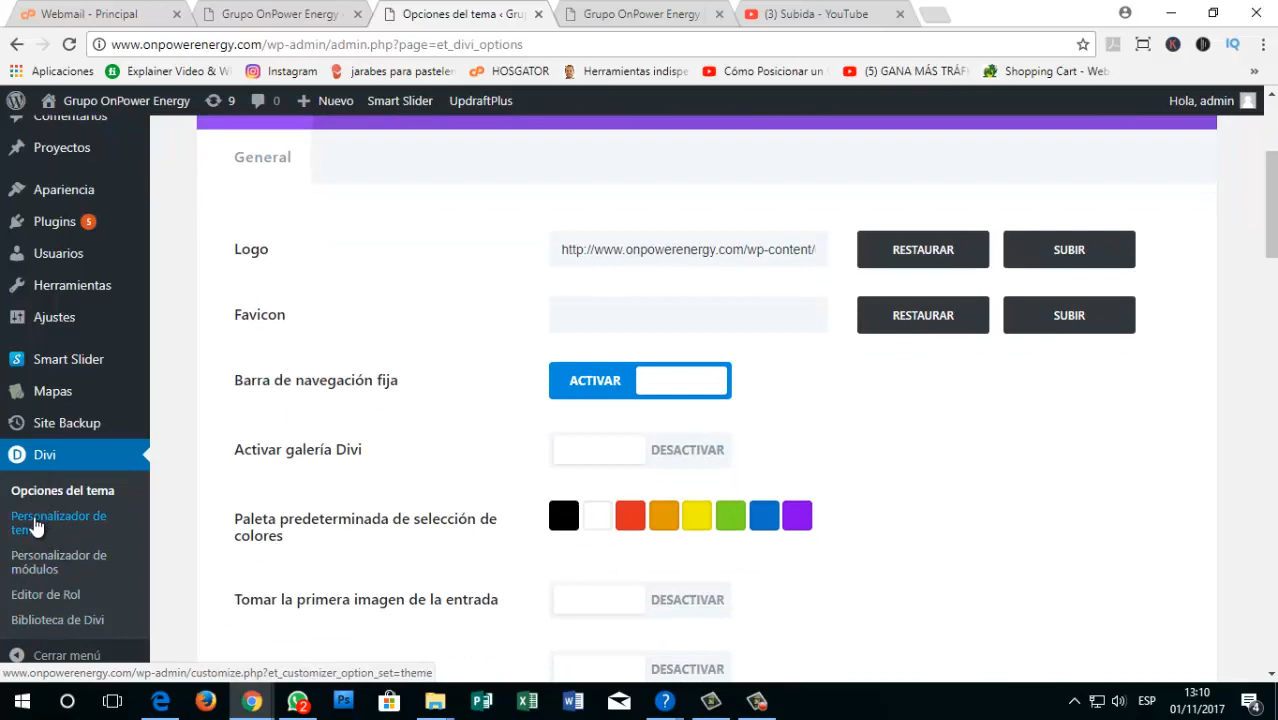 Webmail - Principal
Grupo OnPower Energy
Opciones del tema ‹ Gru
Grupo OnPower Energy
(3) Subida - YouTube
www.onpowerenergy.com/wp-admin/admin.php?page=et_divi_options
Aplicaciones
Explainer Video & W
Instagram
jarabes para pasteler
HOSGATOR
Herramientas indispe
Cómo Posicionar un
(5) GANA MÁS TRÁF
Shopping Cart - Web
Grupo OnPower Energy
9
0
Nuevo
Smart Slider
UpdraftPlus
Hola, admin
Comentarios
Proyectos
Apariencia
Plugins 5
Usuarios
Herramientas
Ajustes
Smart Slider
Mapas
Site Backup
Divi
Opciones del tema
Personalizador de
Personalizador de
módulos
Editor de Rol
Biblioteca de Divi
Cerrar menú
General
Logo
http://www.onpowerenergy.com/wp-content/
RESTAURAR
SUBIR
Favicon
RESTAURAR
SUBIR
Barra de navegación fija
ACTIVAR
Activar galería Divi
DESACTIVAR
Paleta predeterminada de selección de
colores
Tomar la primera imagen de la entrada
DESACTIVAR
DESACTIVAR
www.onpowerenergy.com/wp-admin/customize.php?et_customizer_option_set=theme
2
ESP
13:10
01/11/2017
4